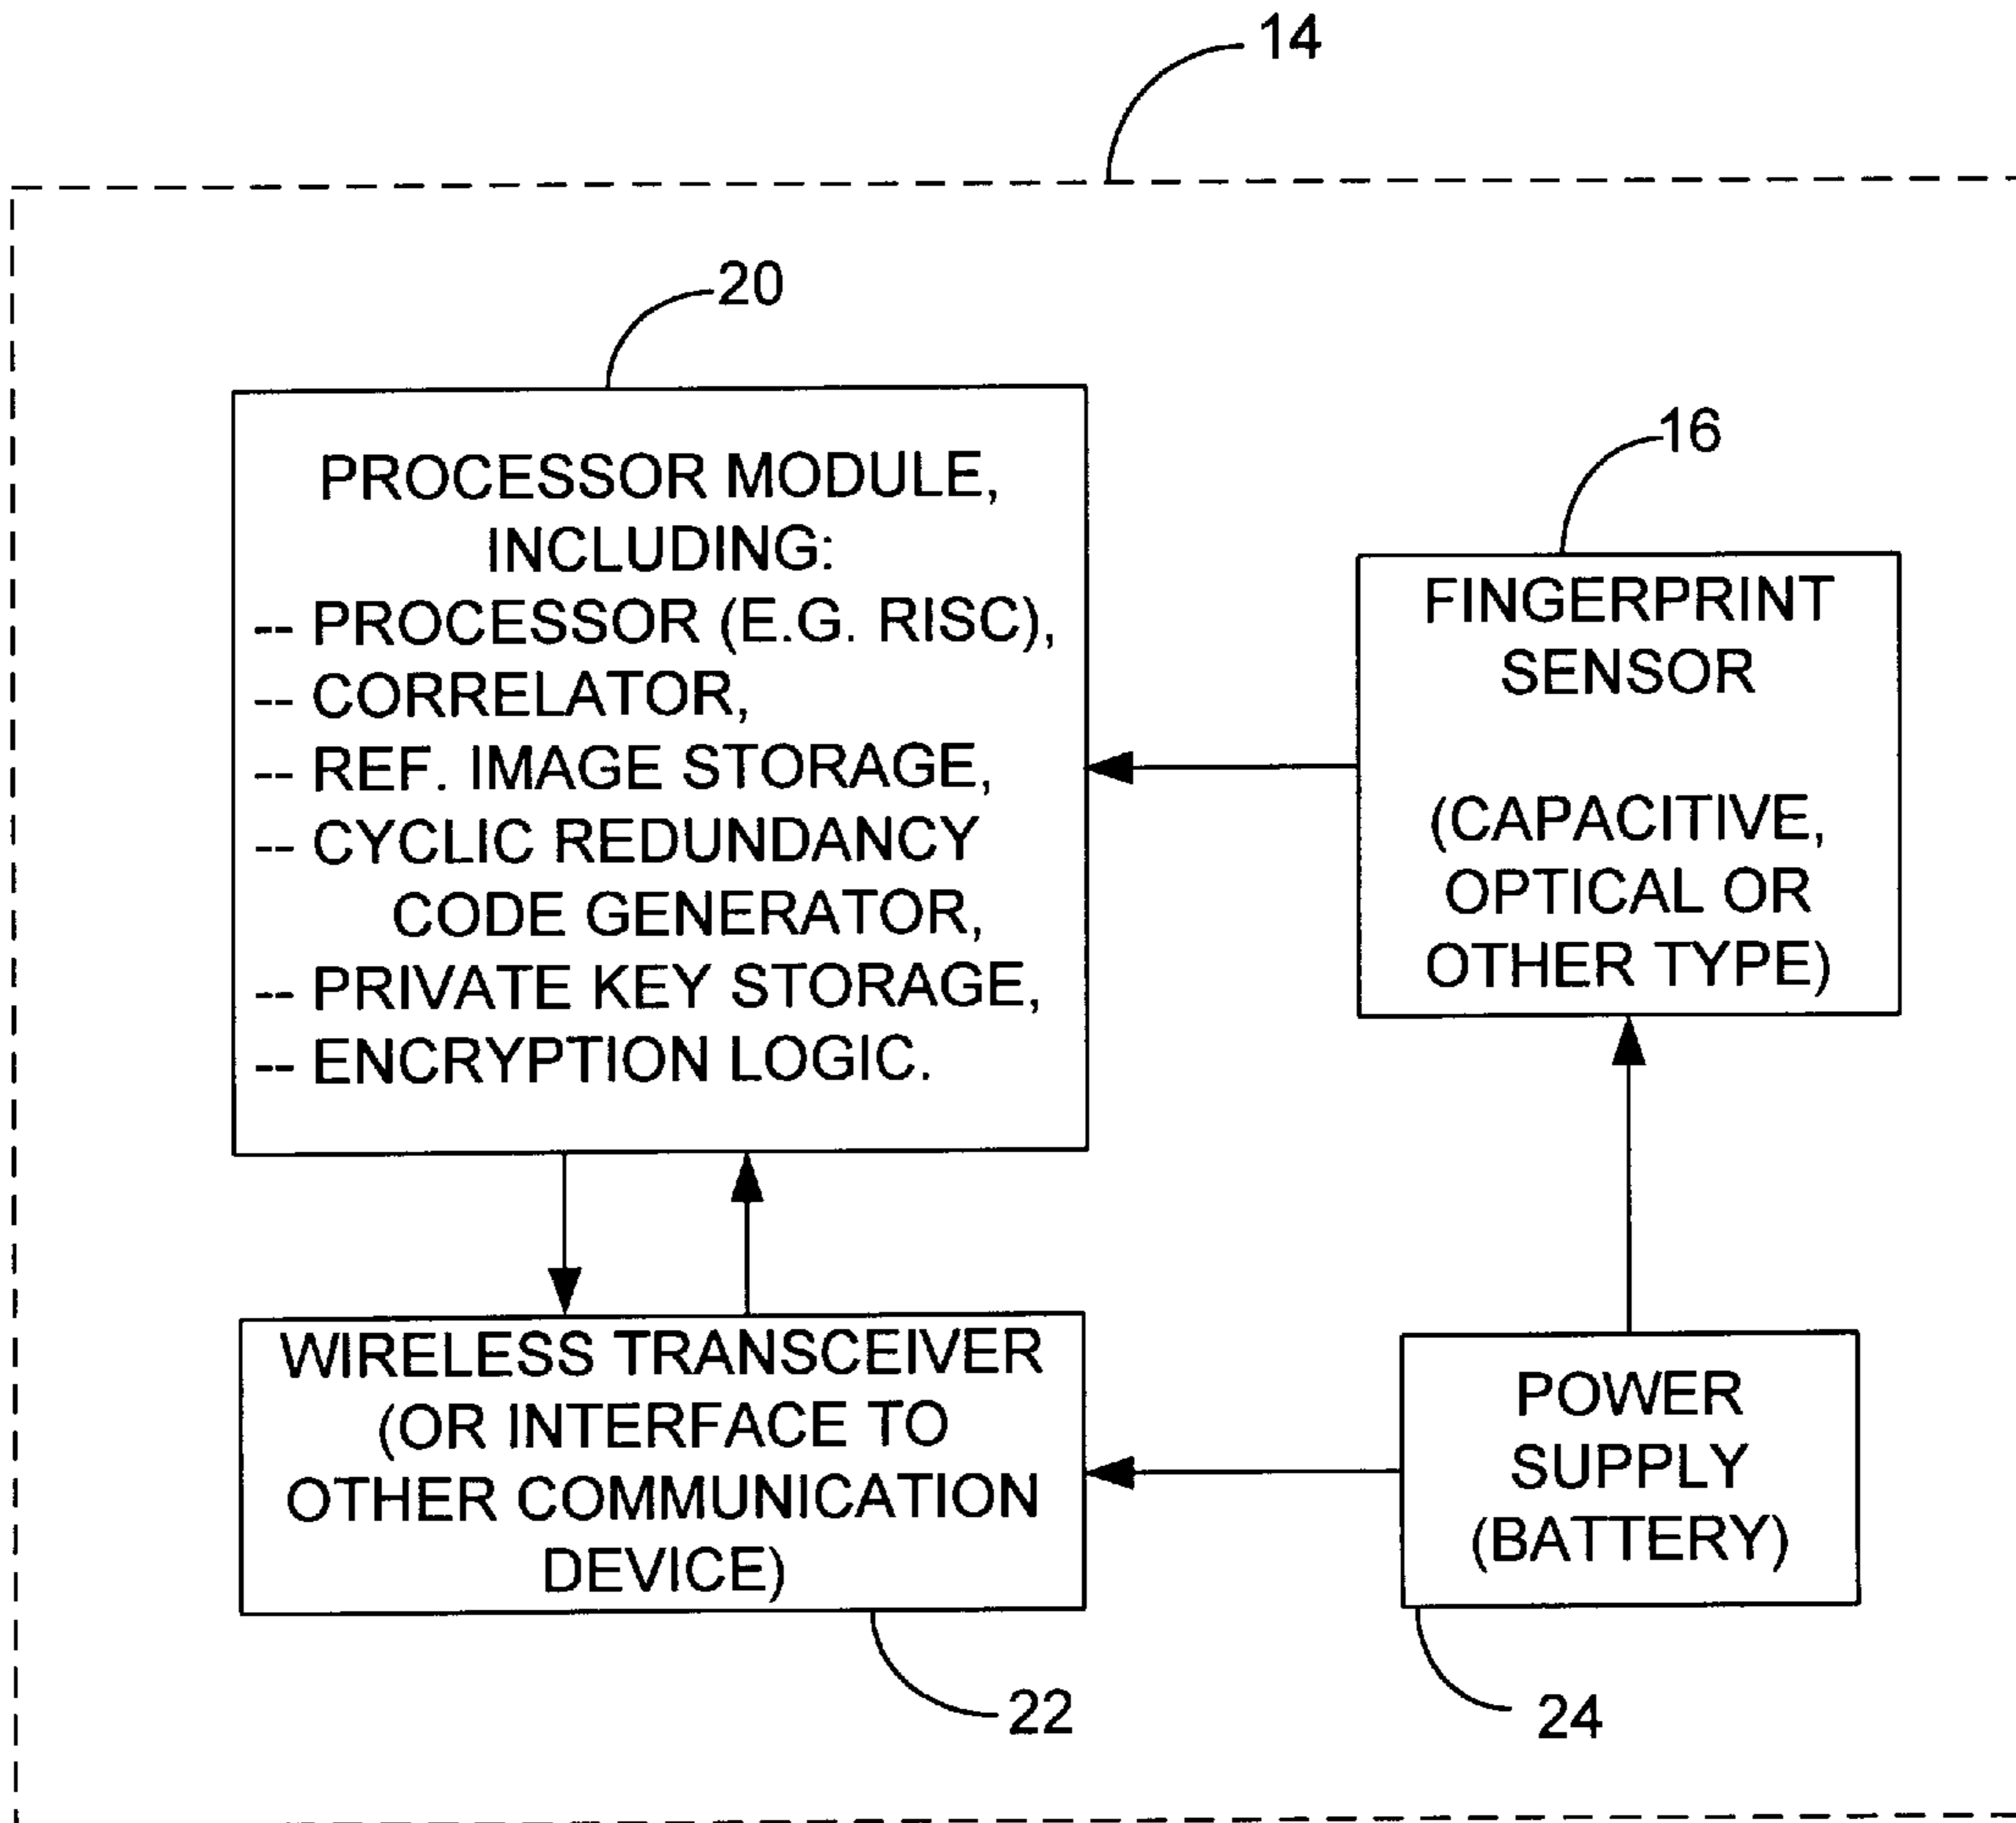 14
20
PROCESSOR MODULE,
INCLUDING:
-- PROCESSOR (E.G. RISC),
-- CORRELATOR,
-- REF. IMAGE STORAGE,
-- CYCLIC REDUNDANCY
CODE GENERATOR,
-- PRIVATE KEY STORAGE,
-- ENCRYPTION LOGIC.
16
FINGERPRINT
SENSOR
(CAPACITIVE,
OPTICAL OR
OTHER TYPE)
WIRELESS TRANSCEIVER
(OR INTERFACE TO
OTHER COMMUNICATION
DEVICE)
22
POWER
SUPPLY
(BATTERY)
24